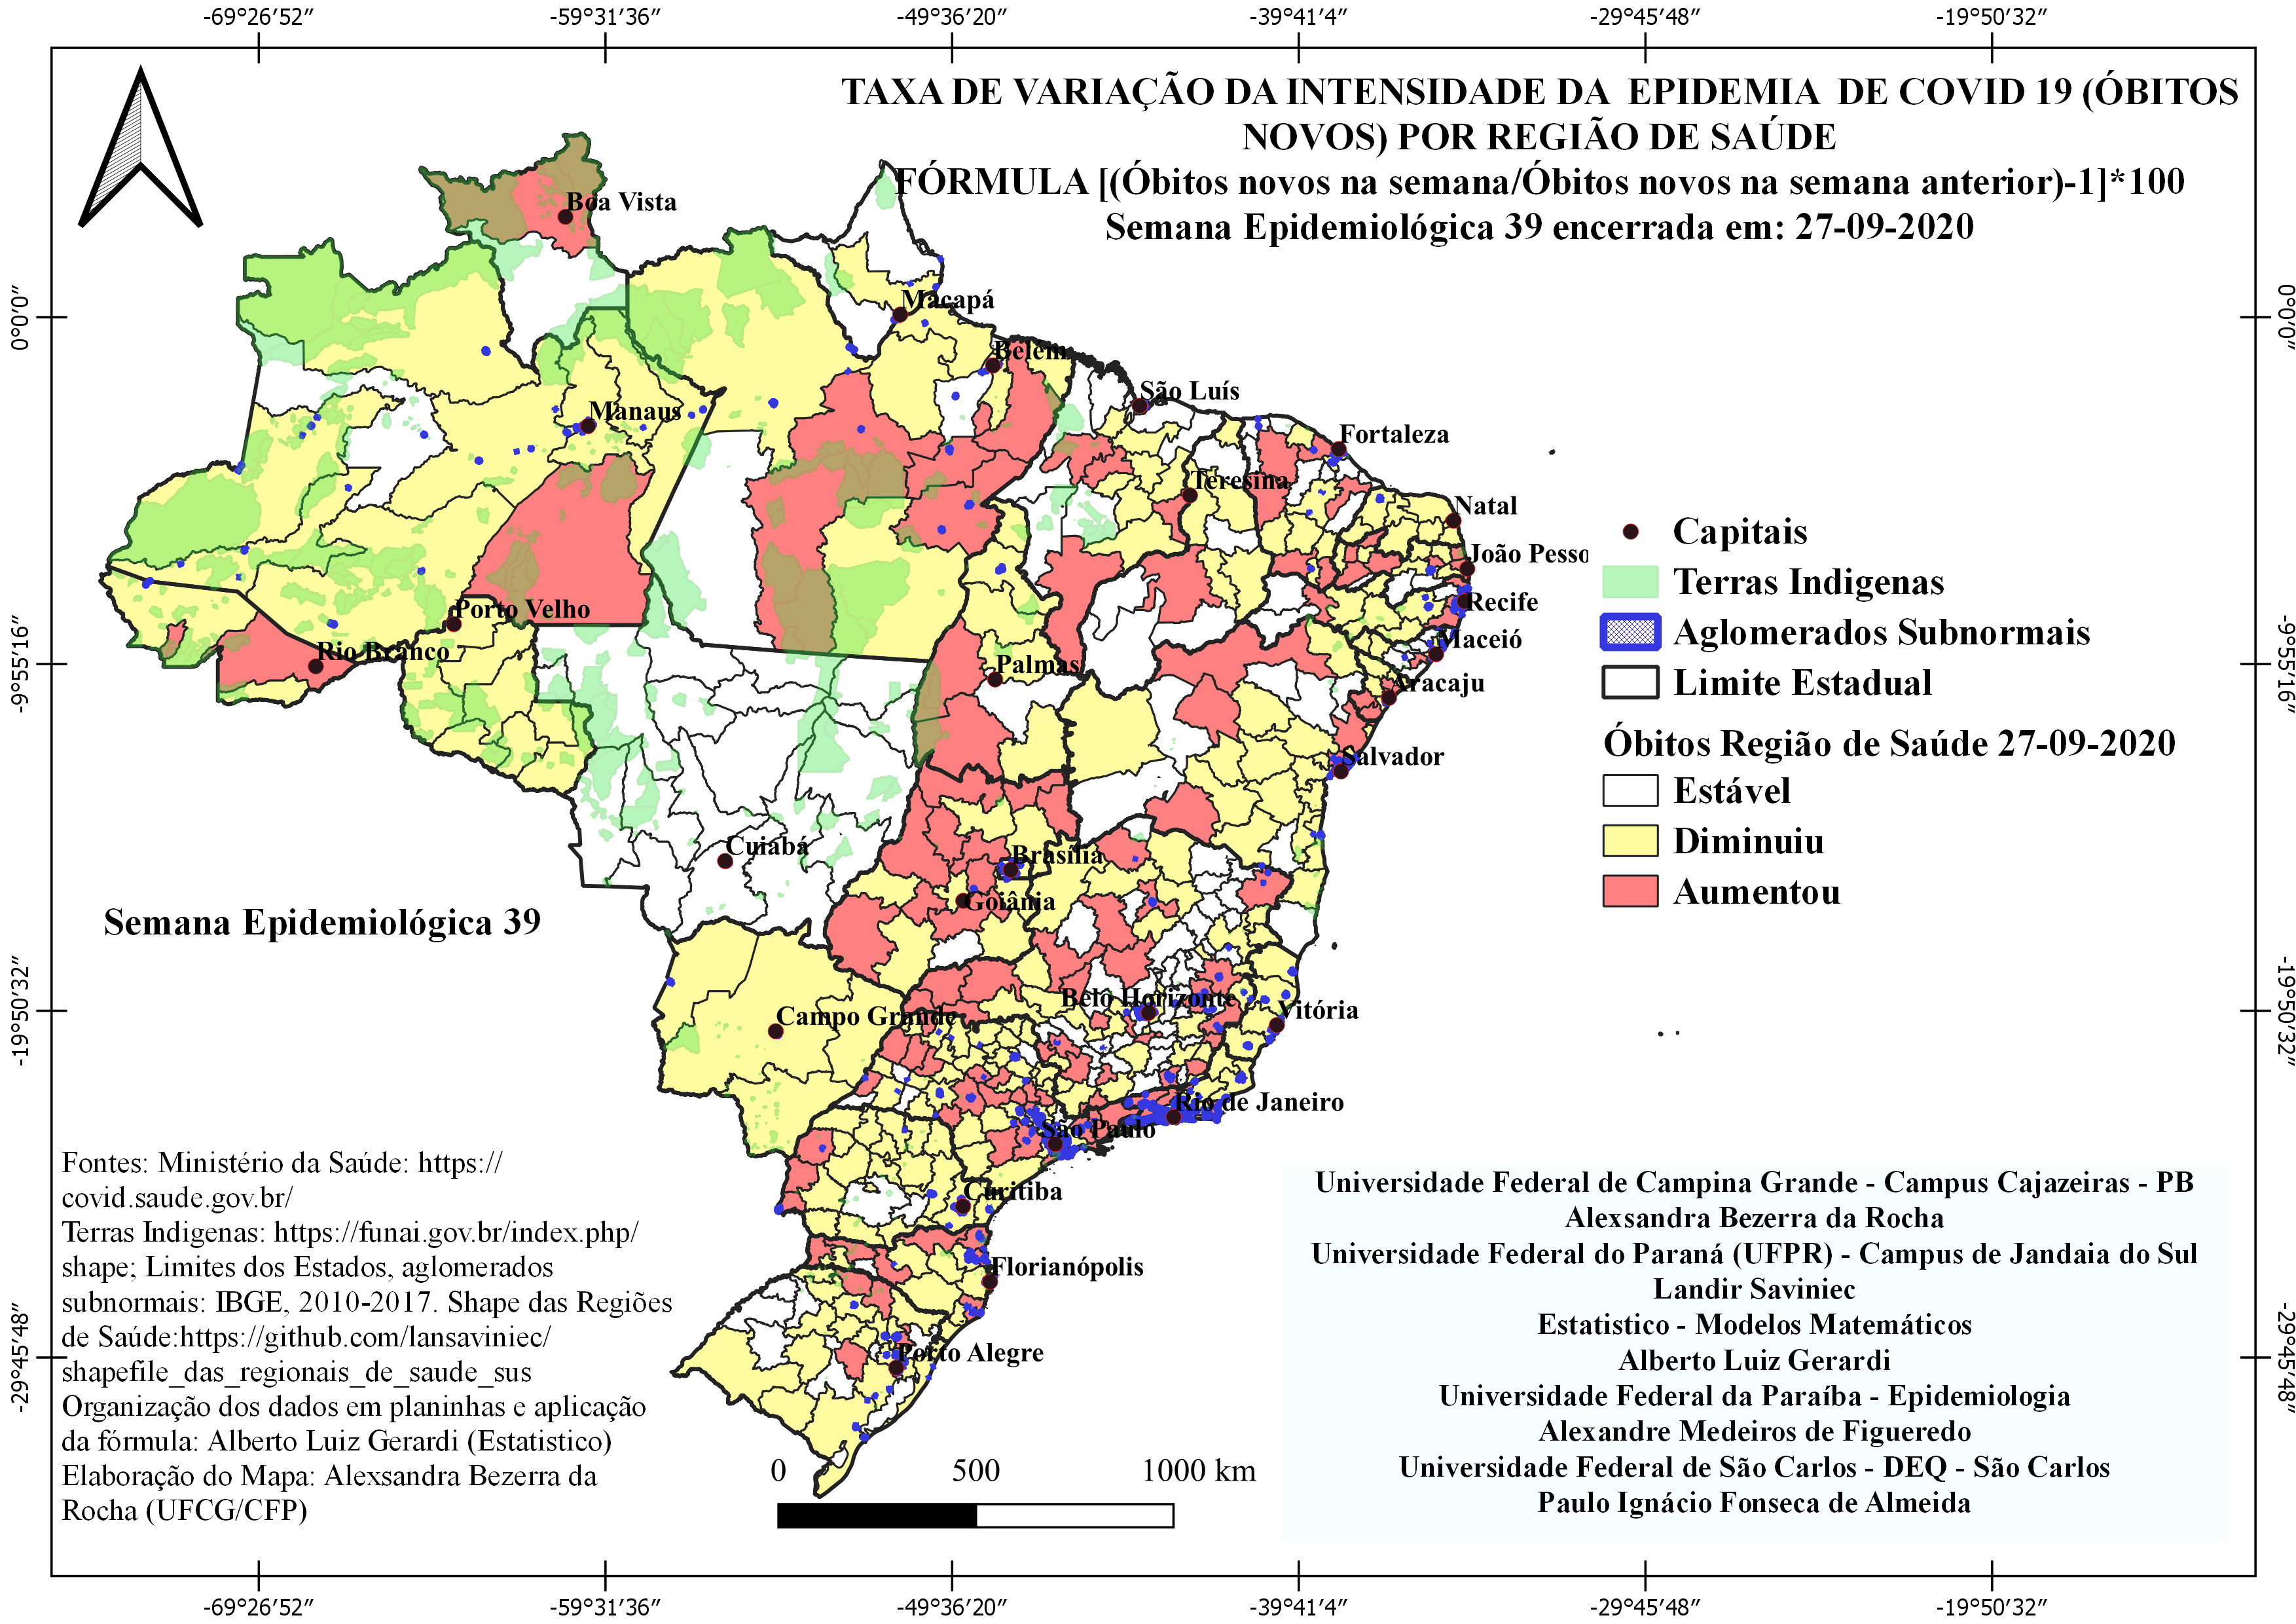 -69°26′52″ -59°31′36″ -49°36′20″ -39°41′4″ -29°45′48″ -19°50′32″
TAXA DE VARIAÇÃO DA INTENSIDADE DA EPIDEMIA DE COVID 19 (ÓBITOS
NOVOS) POR REGIÃO DE SAÚDE
FÓRMULA [(Óbitos novos na semana/Óbitos novos na semana anterior)-1]*100
Semana Epidemiológica 39 encerrada em: 27-09-2020
0°0′0″
-9°55′16″
-19°50′32″
-29°45′48″
0°0′0″
-9°55′16″
-19°50′32″
-29°45′48″
Boa Vista
Macapá
Belém
São Luís
Manaus
Fortaleza
Teresina
Natal
João Pesso
Recife
Porto Velho
Maceió
Rio Branco
Palmas
Aracaju
Salvador
Cuiabá
Brasília
Goiânia
Belo Horizonte
Vitória
Campo Grande
Rio de Janeiro
São Paulo
Curitiba
Florianópolis
Porto Alegre
Capitais
Terras Indigenas
Aglomerados Subnormais
Limite Estadual
Óbitos Região de Saúde 27-09-2020
Estável
Diminuiu
Aumentou
Semana Epidemiológica 39
Fontes: Ministério da Saúde: https://
covid.saude.gov.br/
Terras Indigenas: https://funai.gov.br/index.php/
shape; Limites dos Estados, aglomerados
subnormais: IBGE, 2010-2017. Shape das Regiões
de Saúde:https://github.com/lansaviniec/
shapefile_das_regionais_de_saude_sus
Organização dos dados em planinhas e aplicação
da fórmula: Alberto Luiz Gerardi (Estatistico)
Elaboração do Mapa: Alexsandra Bezerra da
Rocha (UFCG/CFP)
0 500 1000 km
Universidade Federal de Campina Grande - Campus Cajazeiras - PB
Alexsandra Bezerra da Rocha
Universidade Federal do Paraná (UFPR) - Campus de Jandaia do Sul
Landir Saviniec
Estatistico - Modelos Matemáticos
Alberto Luiz Gerardi
Universidade Federal da Paraíba - Epidemiologia
Alexandre Medeiros de Figueredo
Universidade Federal de São Carlos - DEQ - São Carlos
Paulo Ignácio Fonseca de Almeida
-69°26′52″ -59°31′36″ -49°36′20″ -39°41′4″ -29°45′48″ -19°50′32″